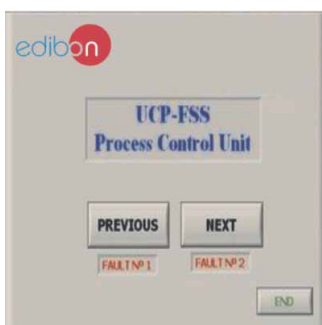 edibon
UCP-FSS
Process Control Unit
PREVIOUS NEXT
FAULT Nº 1 FAULT Nº 2
END